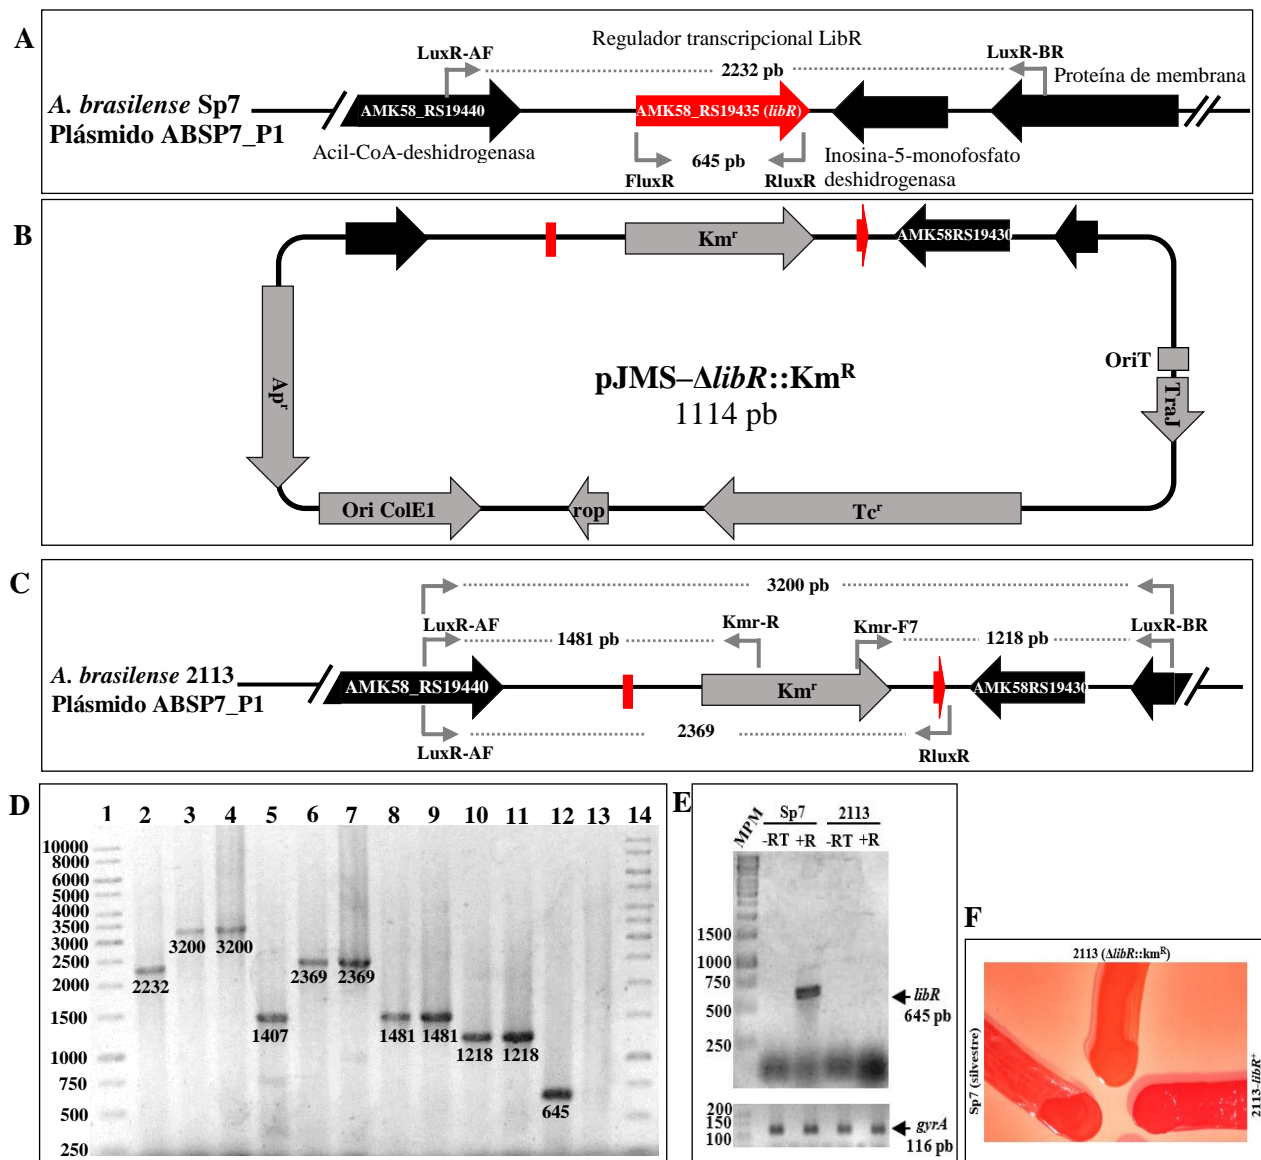 A
Regulador transcripcional LibR
LuxR-AF
2232 pb
LuxR-BR
Proteína de membrana
A. brasilense Sp7
Plásmido ABSP7_P1
AMK58_RS19440
AMK58_RS19435 (libR)
Acil-CoA-deshidrogenasa
645 pb
FluxR
RluxR
Inosina-5-monofosfato
deshidrogenasa
B
Kmʳ
AMK58RS19430
Apʳ
OriT
TraJ
pJMS–ΔlibR::Kmᴿ
1114 pb
Ori ColE1
rop
Tcʳ
C
3200 pb
LuxR-AF
1481 pb
Kmr-R
Kmr-F7
1218 pb
LuxR-BR
A. brasilense 2113
Plásmido ABSP7_P1
AMK58_RS19440
Kmʳ
AMK58RS19430
LuxR-AF
2369
RluxR
D
1 2 3 4 5 6 7 8 9 10 11 12 13 14
10000
8000
6000
5000
4000
3500
3000
2500
2000
1500
1000
750
500
250
2232
3200
3200
1407
2369
2369
1481
1481
1218
1218
645
E
MPM
Sp7
2113
-RT +R -RT +R
1500
1000
750
500
250
libR
645 pb
200
150
100
gyrA
116 pb
F
2113 (ΔlibR::kmᴿ)
Sp7 (silvestre)
2113-libR⁺